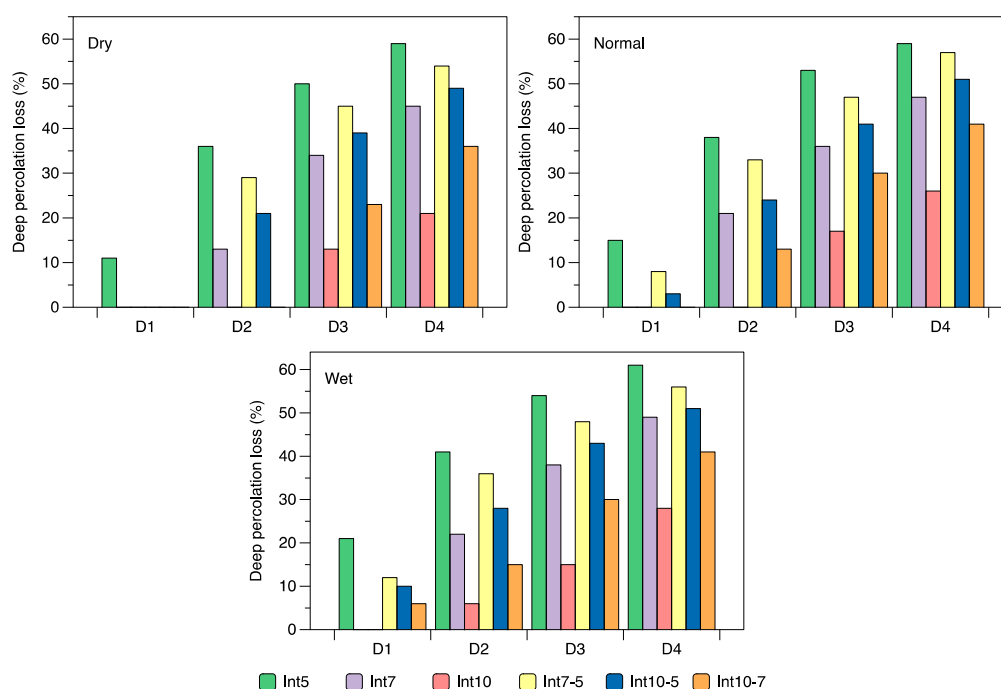 Dry
Deep percolation loss (%)
60
50
40
30
20
10
0
D1 D2 D3 D4
Normal
Deep percolation loss (%)
60
50
40
30
20
10
0
D1 D2 D3 D4
Wet
Deep percolation loss (%)
60
50
40
30
20
10
0
D1 D2 D3 D4
Int5 Int7 Int10 Int7-5 Int10-5 Int10-7